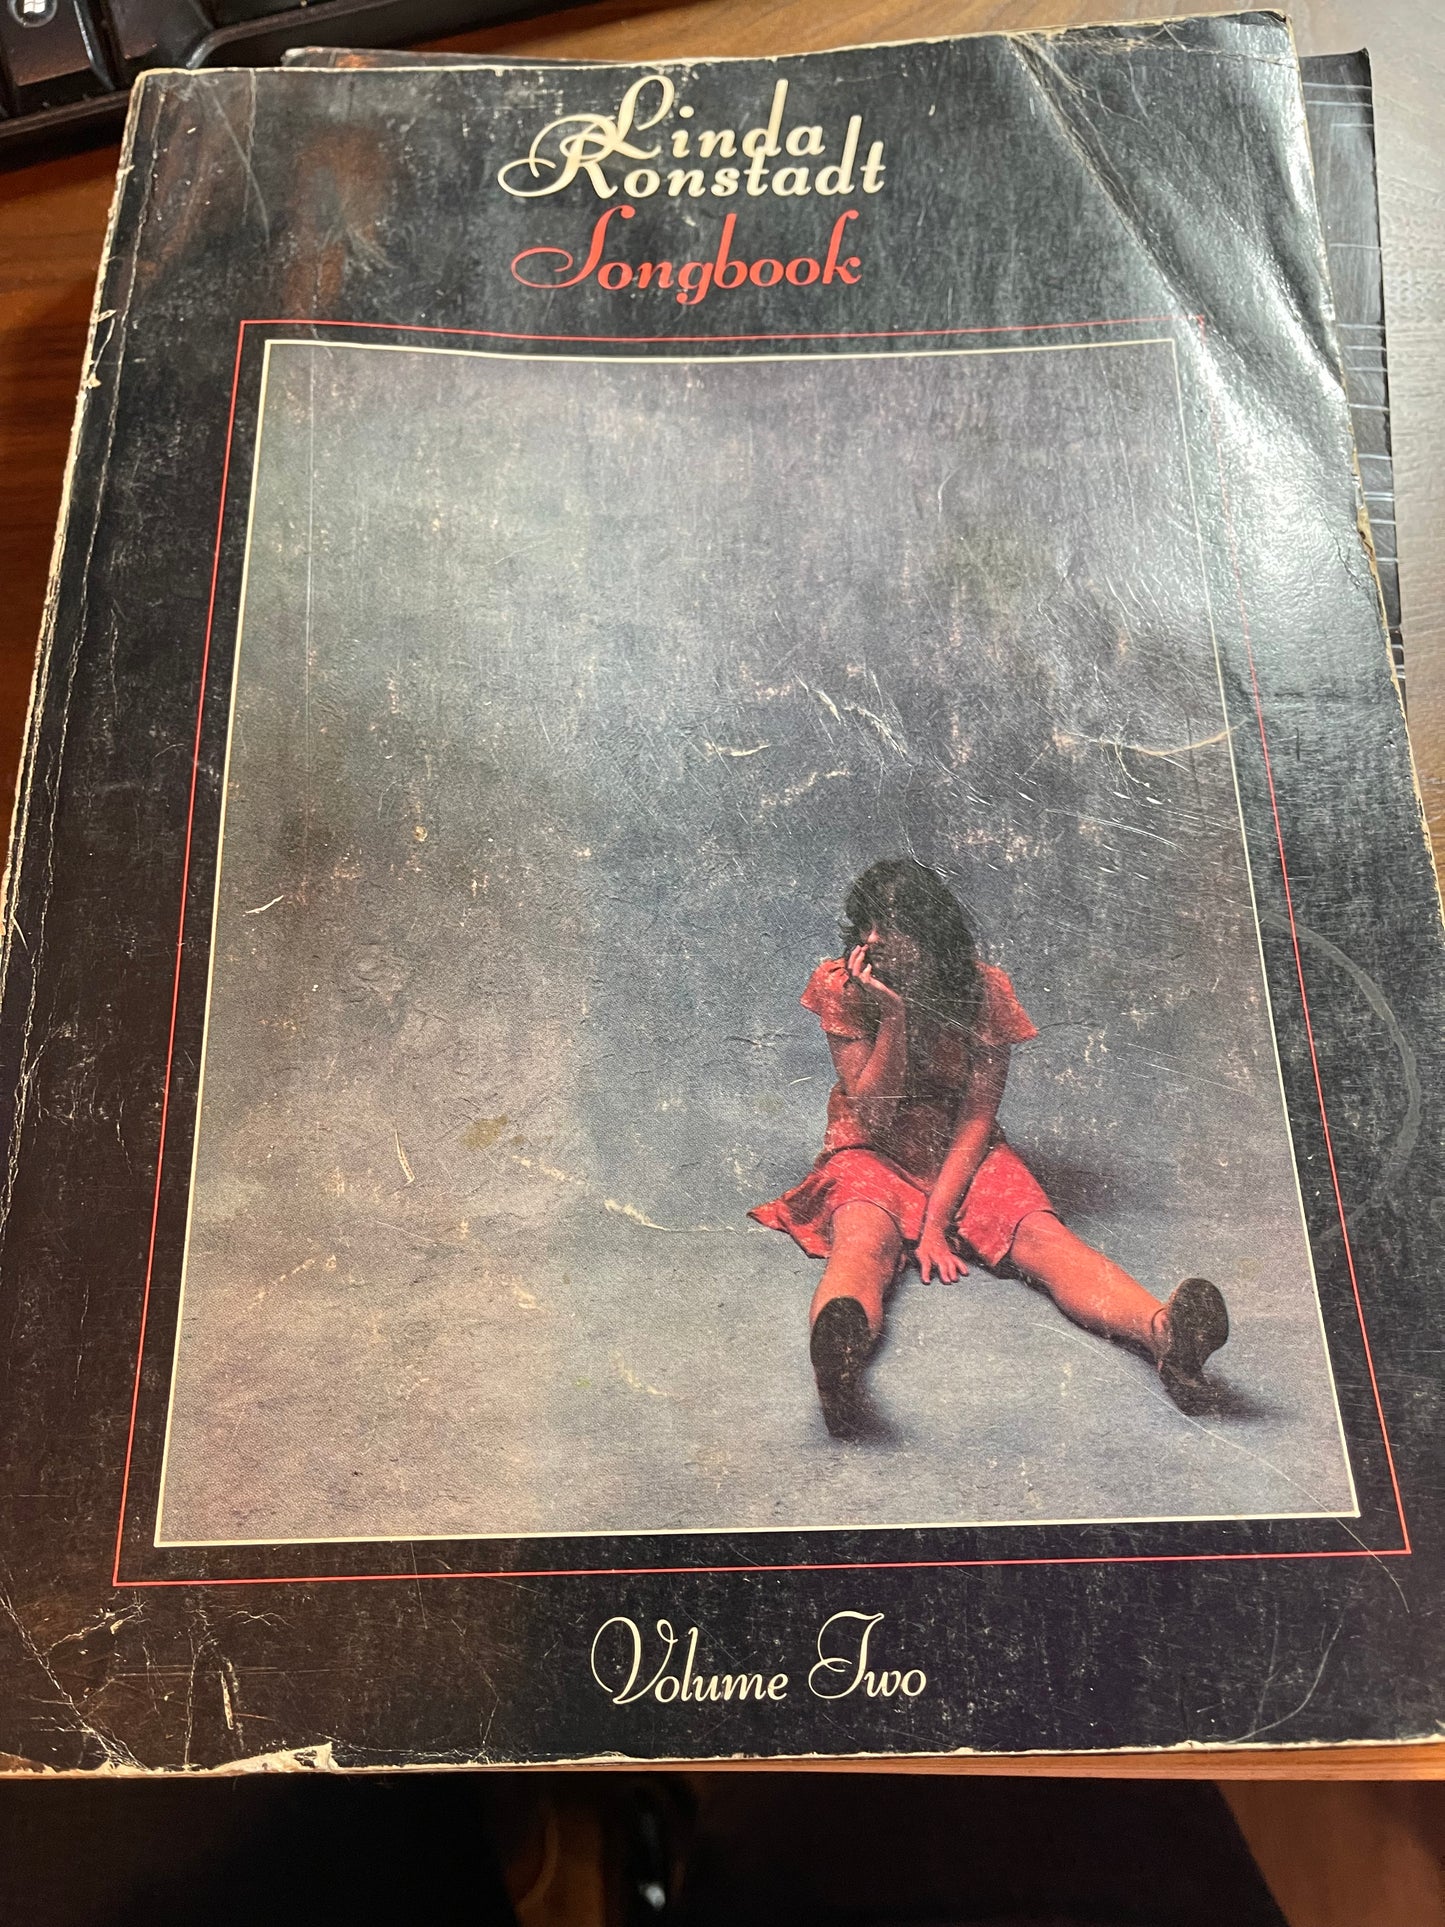 Linda
Ronstadt
Songbook
Volume Two